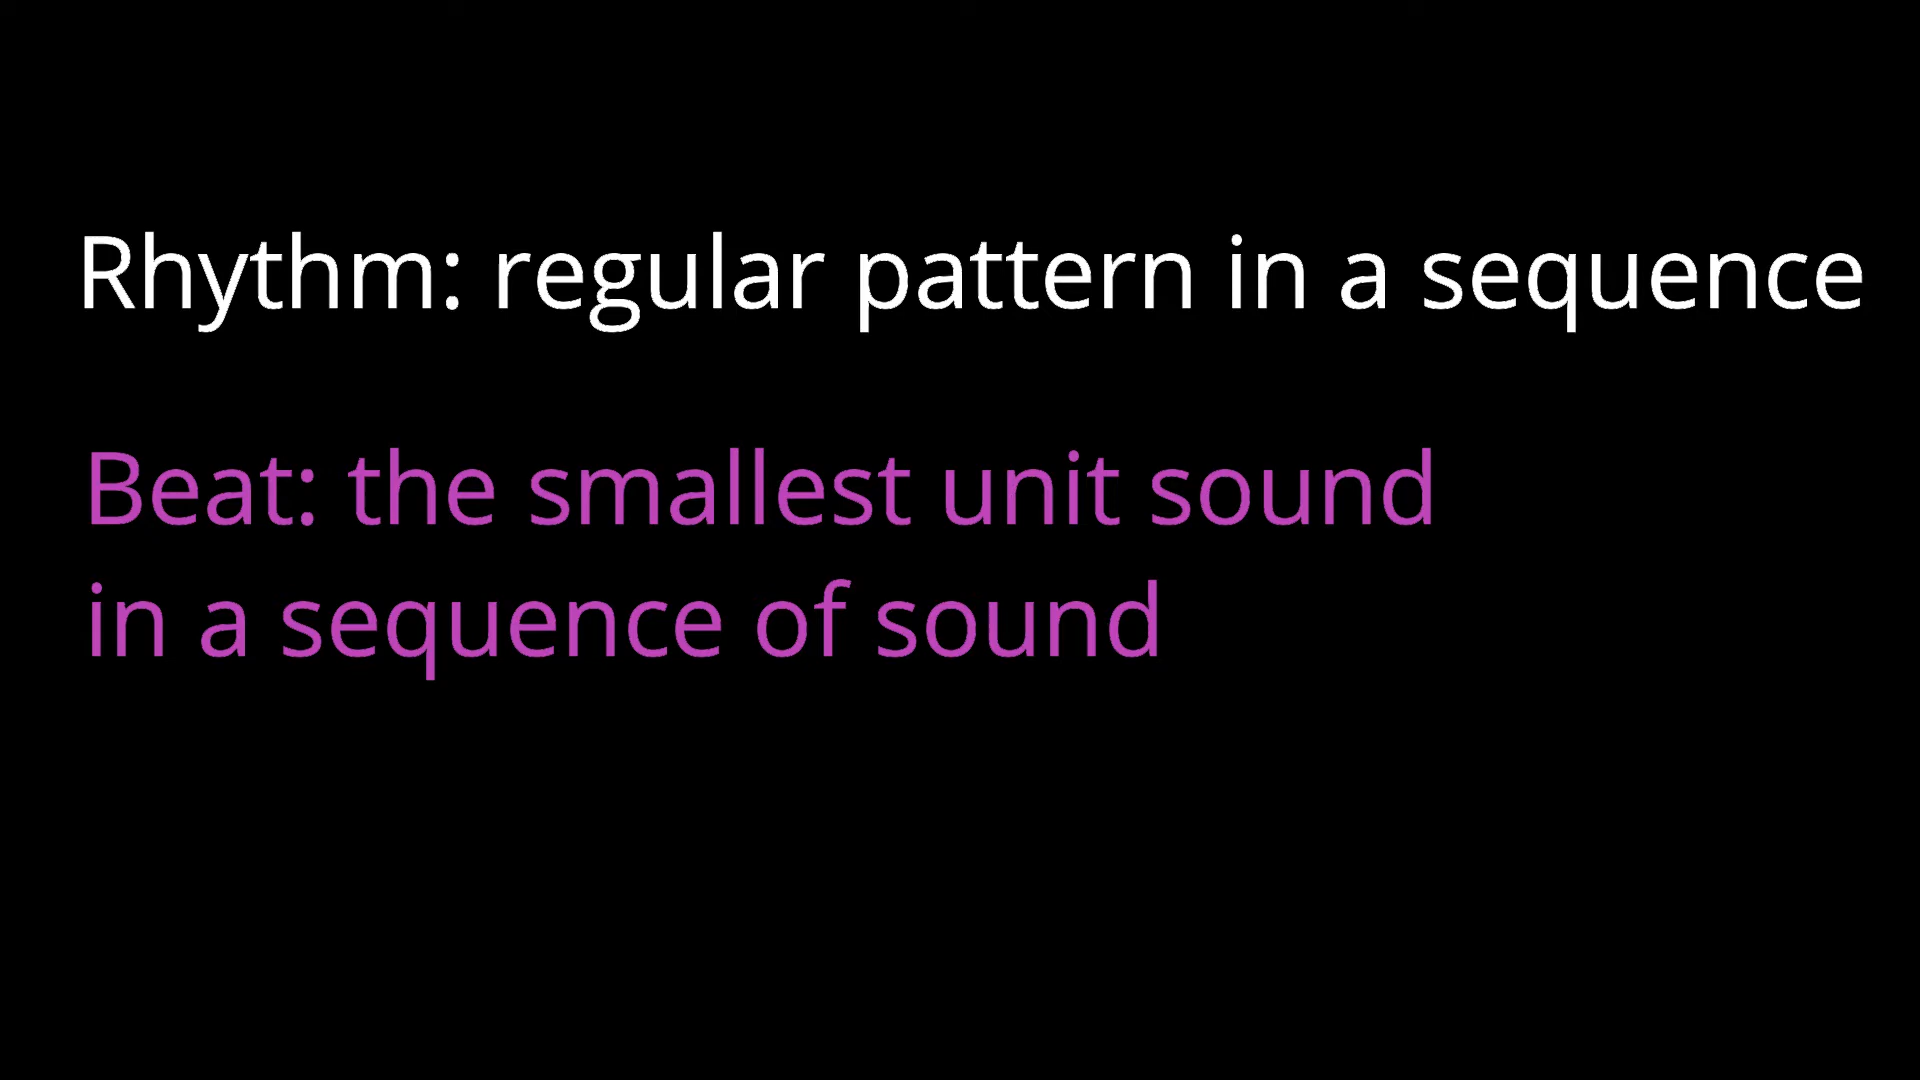 Rhythm: regular pattern in a sequence
Beat: the smallest unit sound
in a sequence of sound